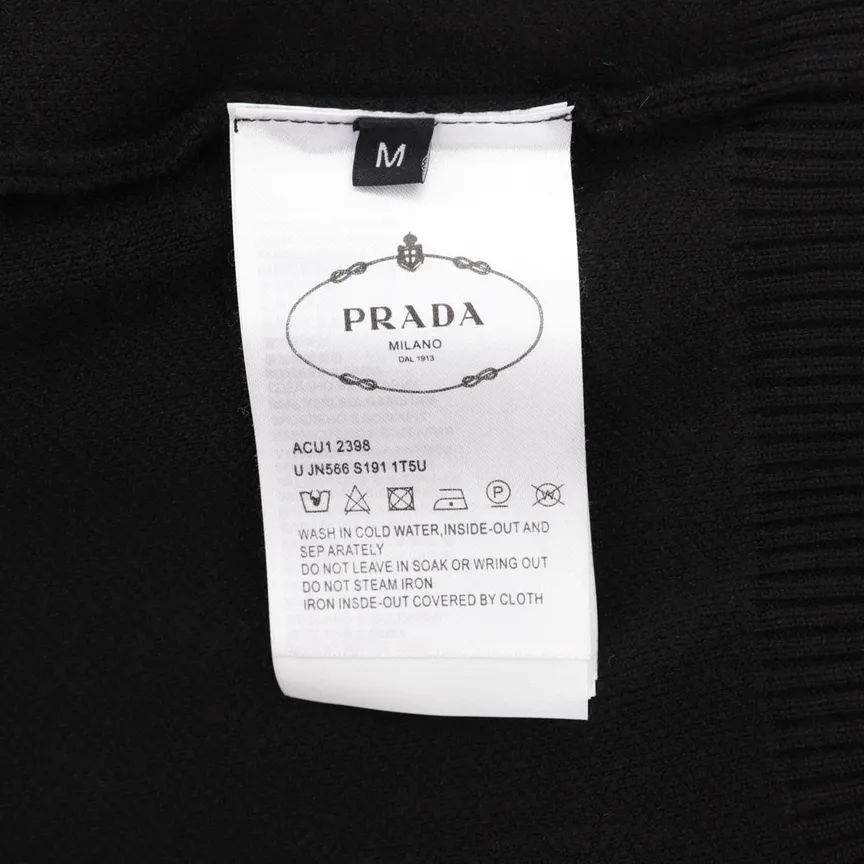 M
PRADA
MILANO
DAL 1913
ACU1 2398
U JN566 S191 1T5U
P
W
WASH IN COLD WATER,INSIDE-OUT AND
SEP ARATELY
DO NOT LEAVE IN SOAK OR WRING OUT
DO NOT STEAM IRON
IRON INSDE-OUT COVERED BY CLOTH